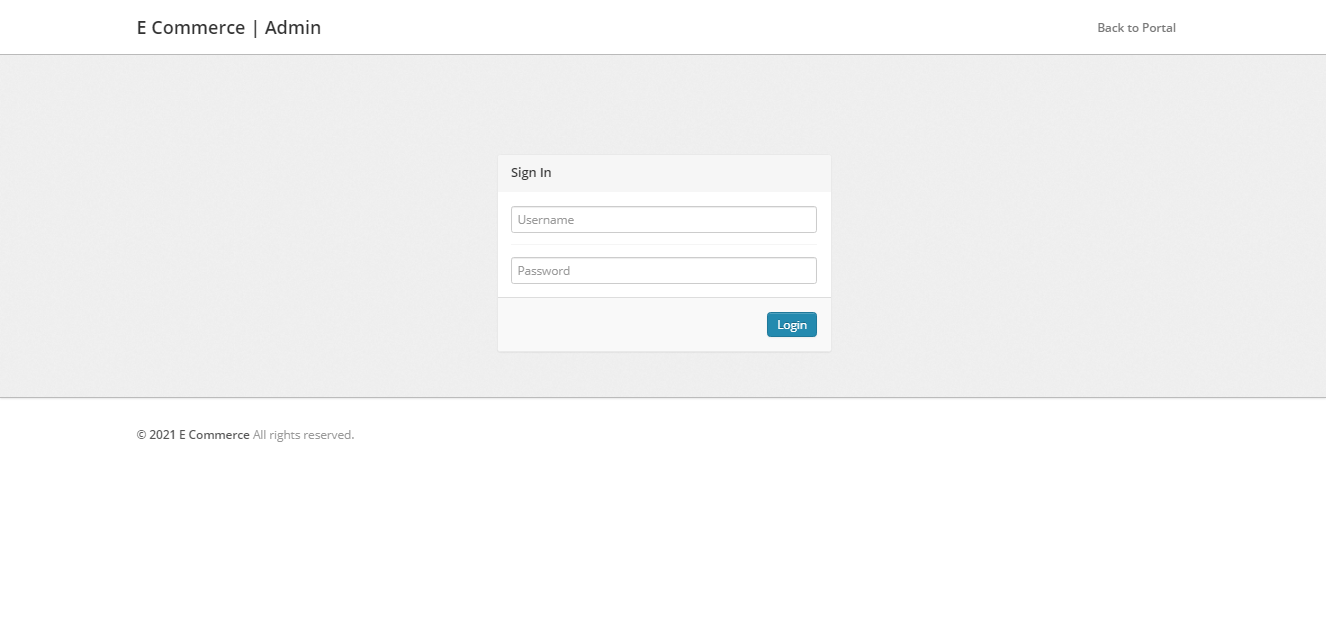 E Commerce | Admin
Back to Portal
Sign In
Username
Password
Login
© 2021 E Commerce All rights reserved.